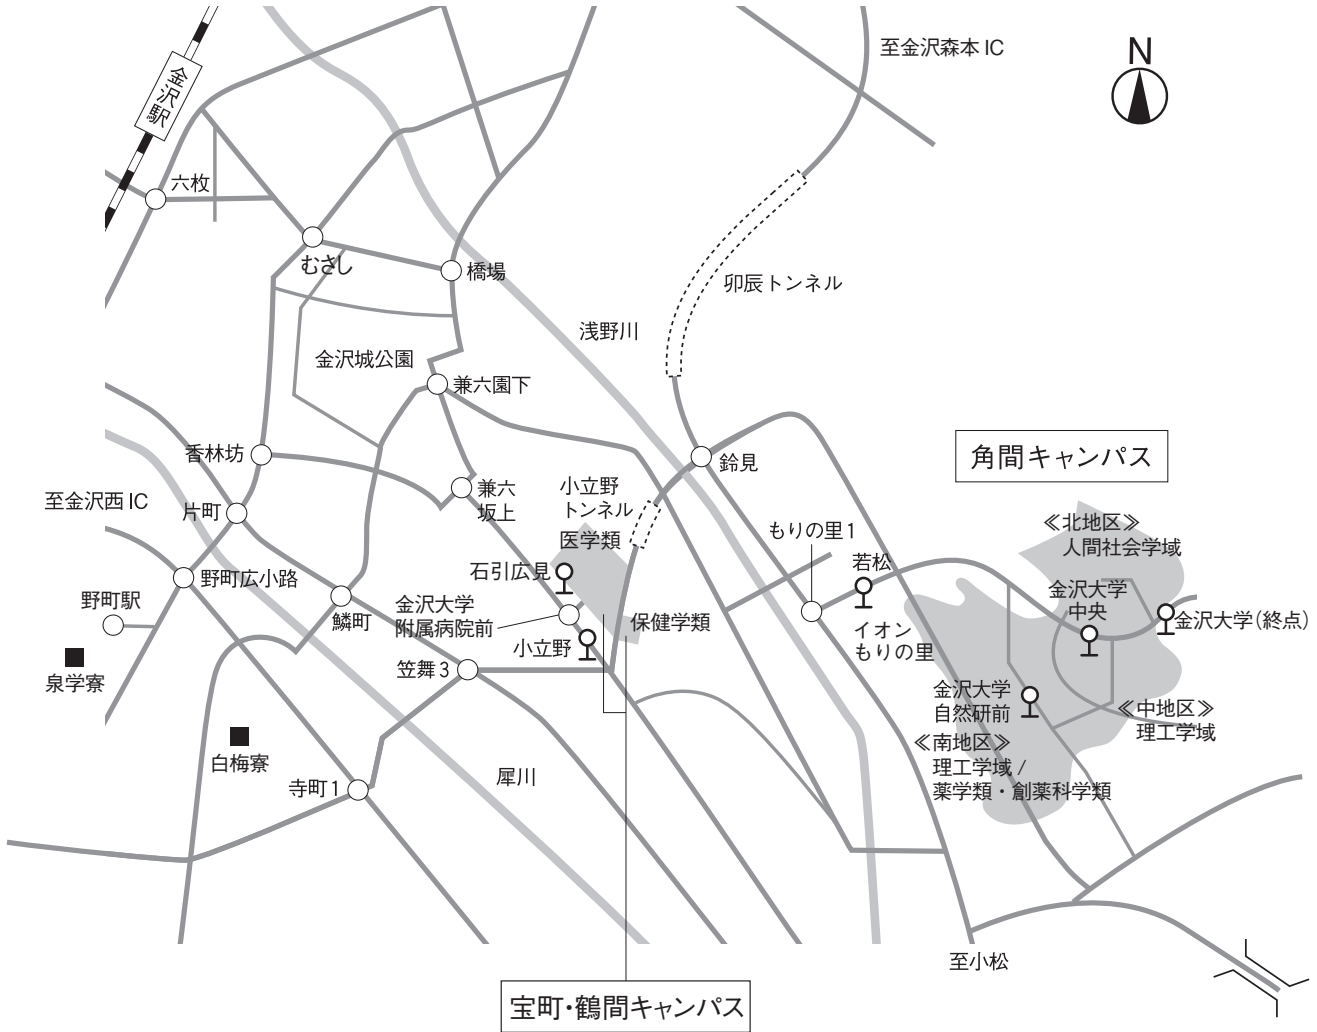 至金沢森本IC
N
金沢駅
六枚
むさし
橋場
卯辰トンネル
浅野川
金沢城公園
兼六園下
香林坊
鈴見
角間キャンパス
至金沢西IC
片町
兼六
坂上
小立野
トンネル
医学類
もりの里1
≪北地区≫
人間社会学域
石引広見
若松
野町広小路
野町駅
鱗町
金沢大学
附属病院前
保健学類
金沢大学
中央
金沢大学(終点)
イオン
もりの里
小立野
笠舞3
泉学寮
金沢大学
自然研前
≪中地区≫
理工学域
≪南地区≫
理工学域/
薬学類・創薬科学類
白梅寮
寺町1
犀川
至小松
宝町・鶴間キャンパス